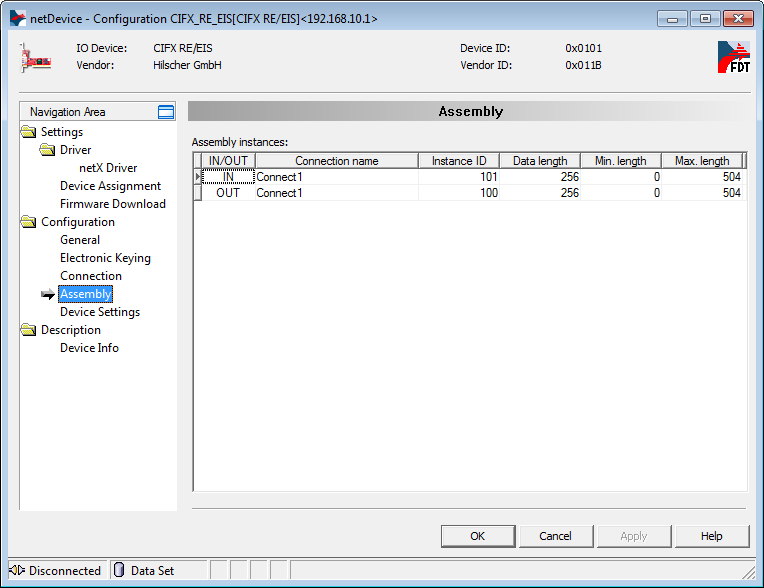 netDevice - Configuration CIFX_RE_EIS[CIFX RE/EIS]<192.168.10.1>
IO Device: CIFX RE/EIS Device ID: 0x0101
Vendor: Hilscher GmbH Vendor ID: 0x011B
FDT
Navigation Area
Settings
Driver
netX Driver
Device Assignment
Firmware Download
Configuration
General
Electronic Keying
Connection
Assembly
Device Settings
Description
Device Info
Assembly
Assembly instances:
IN/OUT Connection name Instance ID Data length Min. length Max. length
IN Connect1 101 256 0 504
OUT Connect1 100 256 0 504
OK Cancel Apply Help
Disconnected Data Set